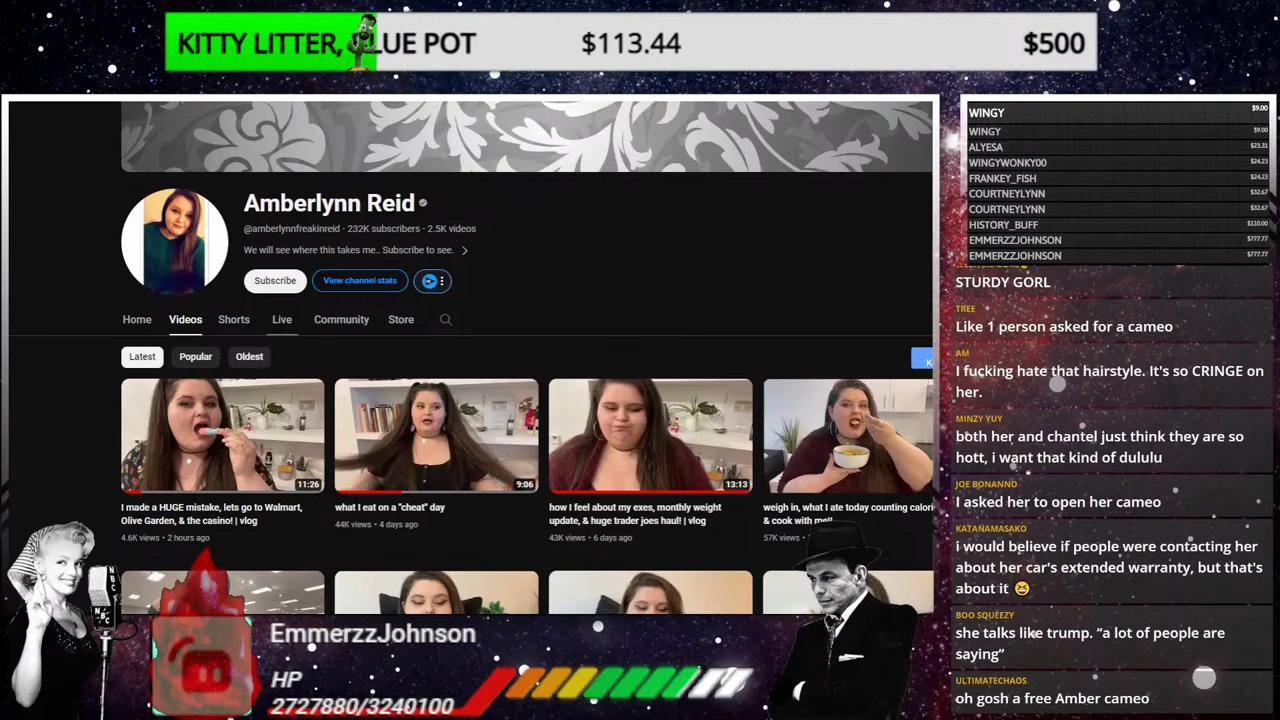 KITTY LITTER, LUE POT
$113.44
$500
Amberlynn Reid
@amberlynnfreakinreid · 232K subscribers · 2.5K videos
We will see where this takes me.. Subscribe to see.
Subscribe
View channel stats
Home
Videos
Shorts
Live
Community
Store
Latest
Popular
Oldest
11:26
9:06
13:13
I made a HUGE mistake, lets go to Walmart,
Olive Garden, & the casino! | vlog
4.6K views • 2 hours ago
what I eat on a "cheat" day
44K views • 4 days ago
how I feel about my exes, monthly weight
update, & huge trader joes haul! | vlog
43K views • 6 days ago
weigh in, what I ate today counting calori
& cook with me!!
57K views •
NBC
NBC
EmmerzzJohnson
HP
2727880/3240100
WINGY $9.00
WINGY $9.00
ALYESA $23.31
WINGYWONKY00 $24.23
FRANKEY_FISH $24.23
COURTNEYLYNN $32.67
COURTNEYLYNN $32.67
HISTORY_BUFF $110.00
EMMERZZJOHNSON $777.77
EMMERZZJOHNSON $777.77
STURDY GORL
TREE
Like 1 person asked for a cameo
AM
I fucking hate that hairstyle. It's so CRINGE on
her.
MINZY YUY
both her and chantel just think they are so
hott, i want that kind of dululu
JOE BONANNO
I asked her to open her cameo
KATANAMASAKO
i would believe if people were contacting her
about her car's extended warranty, but that's
about it 😆
BOO SQUEEZY
she talks like trump. “a lot of people are
saying”
ULTIMATECHAOS
oh gosh a free Amber cameo